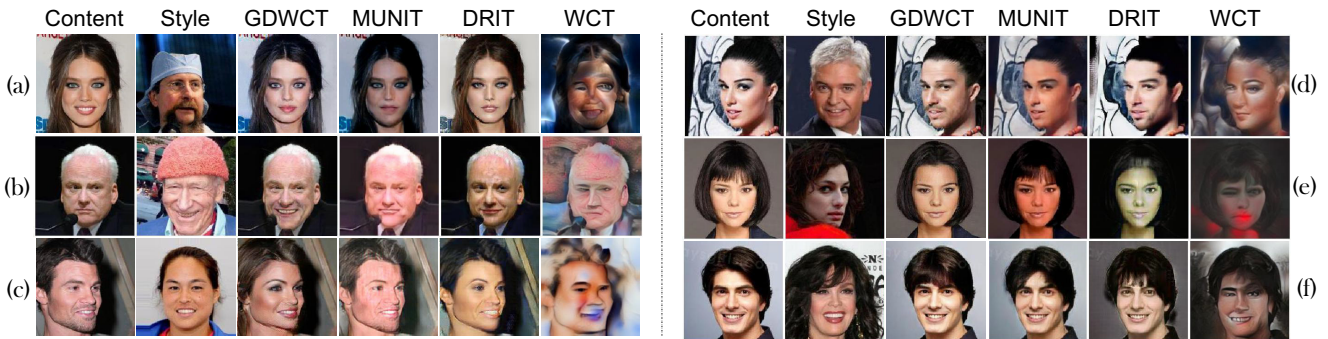 Content Style GDWCT MUNIT DRIT WCT
Content Style GDWCT MUNIT DRIT WCT
(a)
(b)
(c)
(d)
(e)
(f)